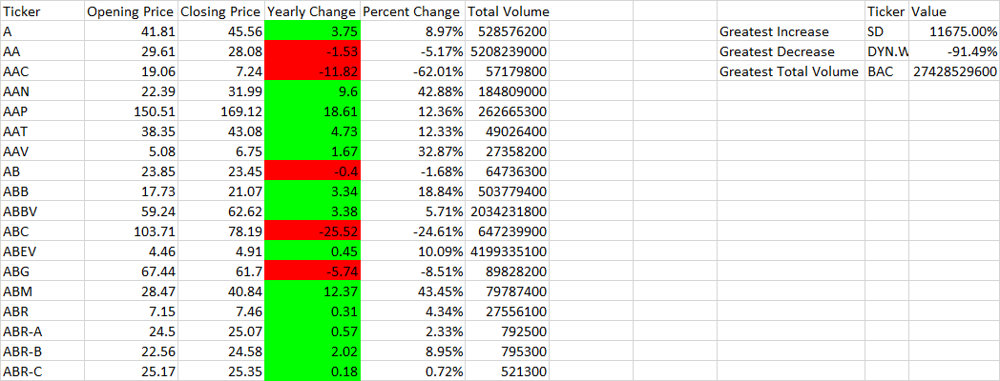 Ticker Opening Price Closing Price Yearly Change Percent Change Total Volume Ticker Value
A 41.81 45.56 3.75 8.97% 528576200 Greatest Increase SD 11675.00%
AA 29.61 28.08 -1.53 -5.17% 5208239000 Greatest Decrease DYN.W -91.49%
AAC 19.06 7.24 -11.82 -62.01% 57179800 Greatest Total Volume BAC 27428529600
AAN 22.39 31.99 9.6 42.88% 184809000
AAP 150.51 169.12 18.61 12.36% 262665300
AAT 38.35 43.08 4.73 12.33% 49026400
AAV 5.08 6.75 1.67 32.87% 27358200
AB 23.85 23.45 -0.4 -1.68% 64736300
ABB 17.73 21.07 3.34 18.84% 503779400
ABBV 59.24 62.62 3.38 5.71% 2034231800
ABC 103.71 78.19 -25.52 -24.61% 647239900
ABEV 4.46 4.91 0.45 10.09% 4199335100
ABG 67.44 61.7 -5.74 -8.51% 89828200
ABM 28.47 40.84 12.37 43.45% 79787400
ABR 7.15 7.46 0.31 4.34% 27556100
ABR-A 24.5 25.07 0.57 2.33% 792500
ABR-B 22.56 24.58 2.02 8.95% 795300
ABR-C 25.17 25.35 0.18 0.72% 521300